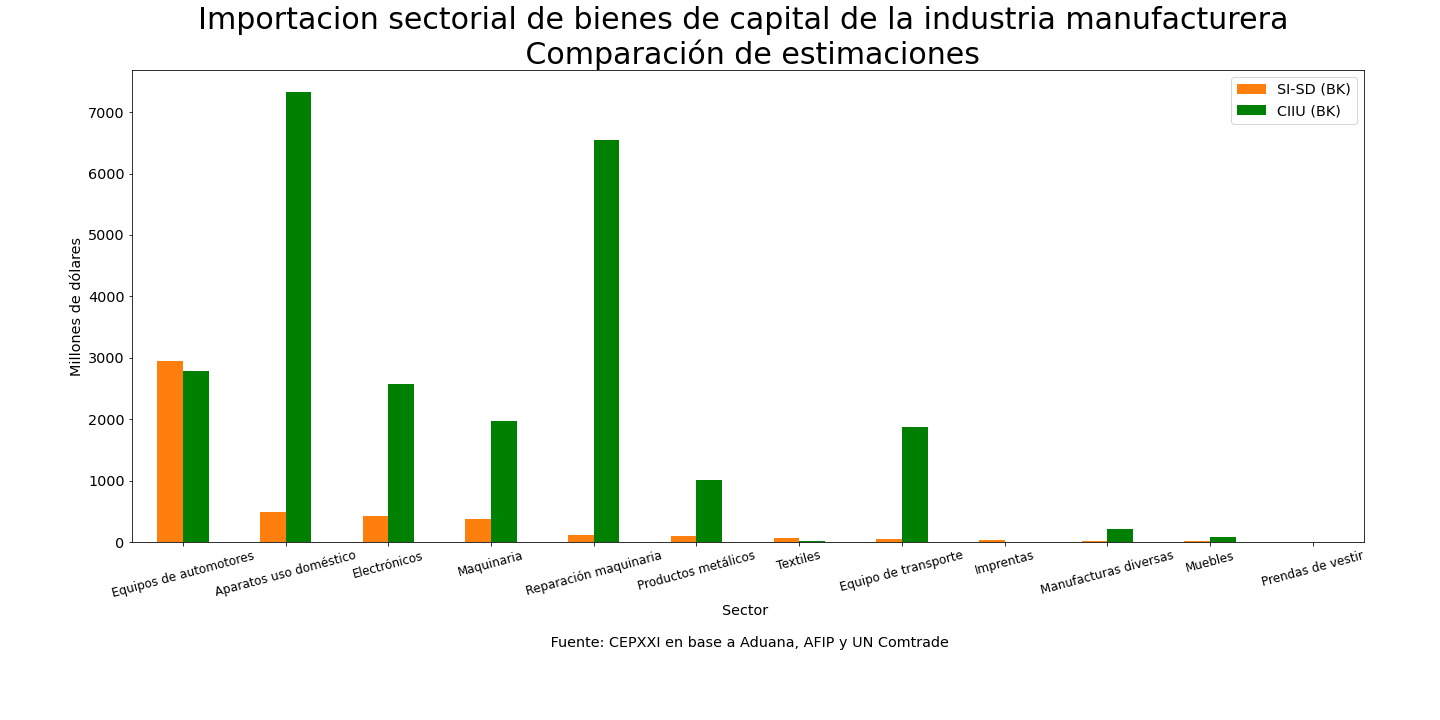 Importacion sectorial de bienes de capital de la industria manufacturera
Comparación de estimaciones
SI-SD (BK)
CIIU (BK)
Millones de dólares
7000
6000
5000
4000
3000
2000
1000
0
Equipos de automotores
Aparatos uso doméstico
Electrónicos
Maquinaria
Reparación maquinaria
Productos metálicos
Textiles
Equipo de transporte
Imprentas
Manufacturas diversas
Muebles
Prendas de vestir
Sector
Fuente: CEPXXI en base a Aduana, AFIP y UN Comtrade